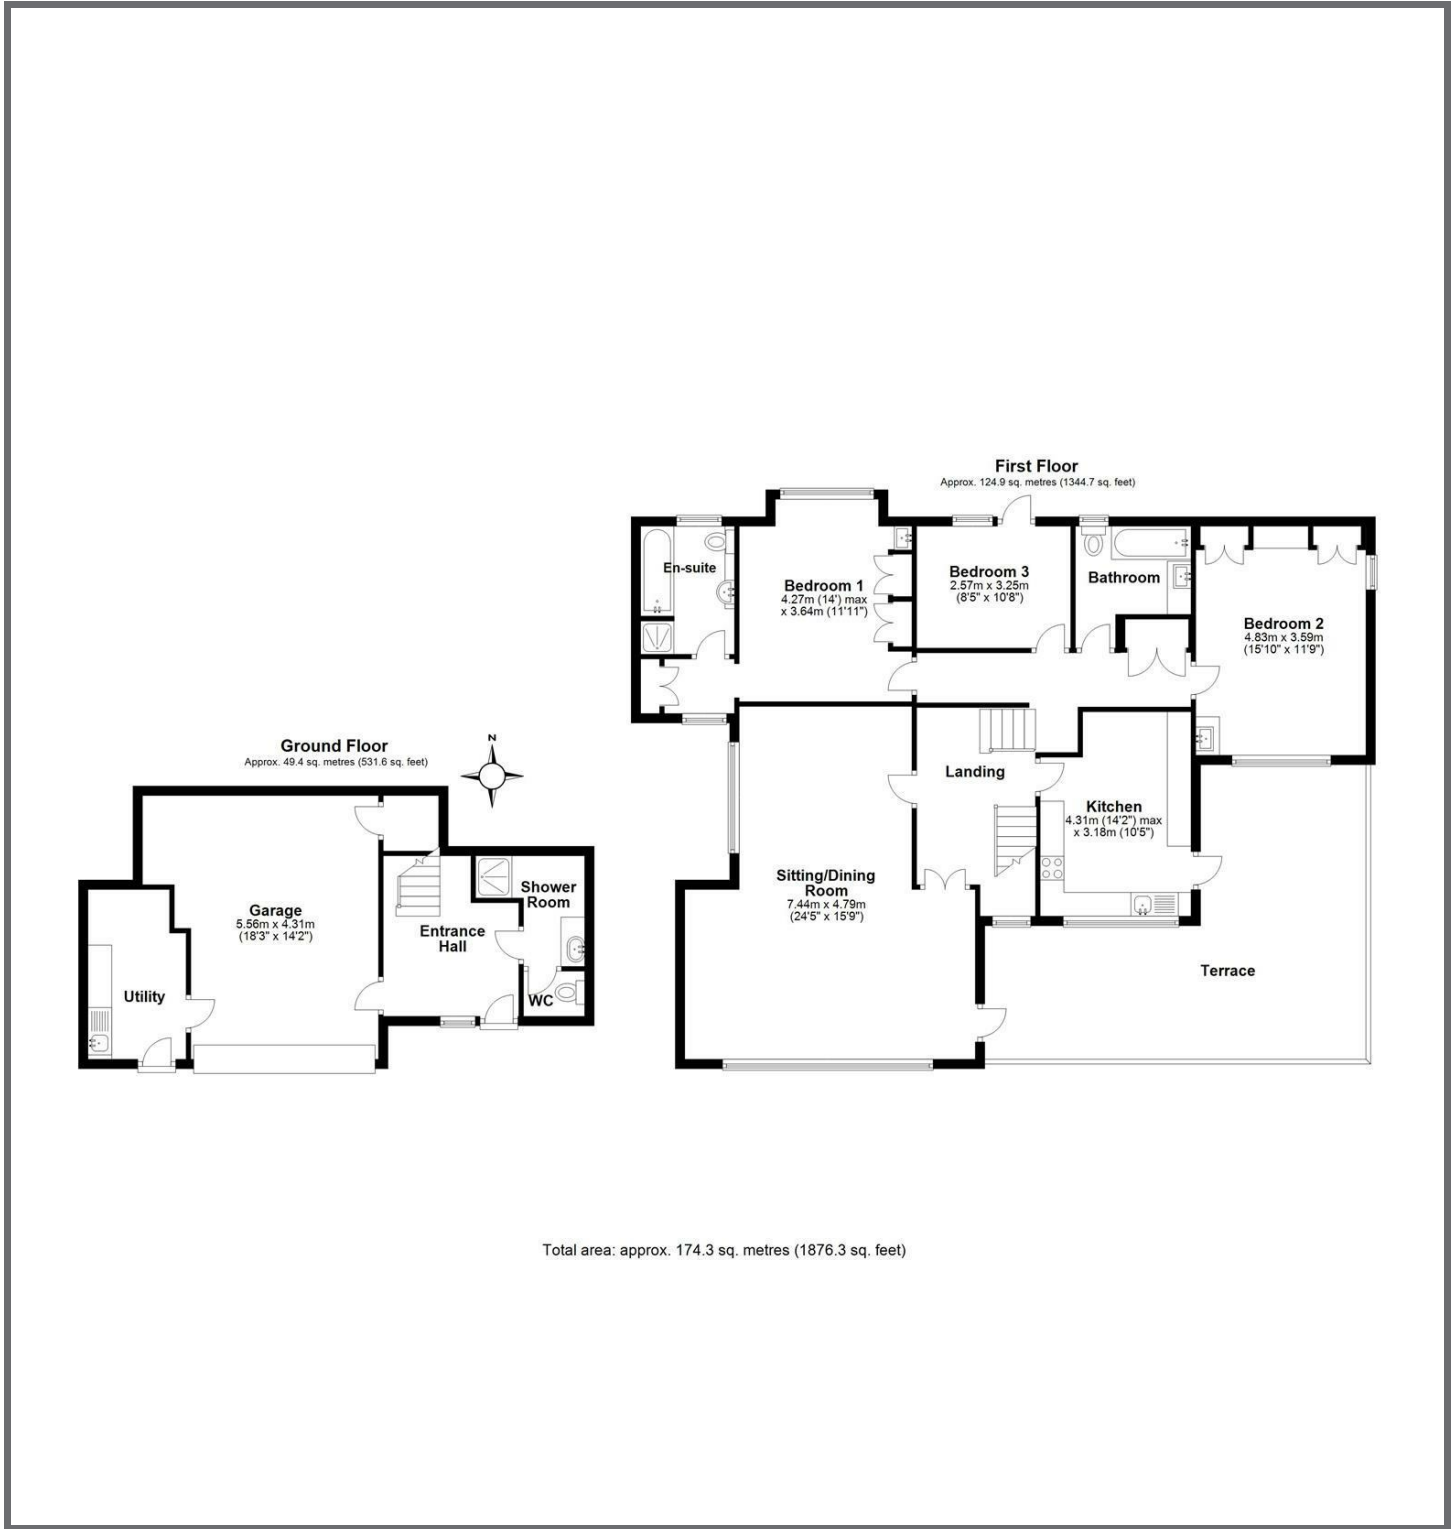 First Floor
Approx. 124.9 sq. metres (1344.7 sq. feet)
En-suite
Bedroom 1
4.27m (14') max
x 3.64m (11'11")
Bedroom 3
2.57m x 3.25m
(8'5" x 10'8")
Bathroom
Bedroom 2
4.83m x 3.59m
(15'10" x 11'9")
Landing
Kitchen
4.31m (14'2") max
x 3.18m (10'5")
Sitting/Dining
Room
7.44m x 4.79m
(24'5" x 15'9")
Terrace
Ground Floor
Approx. 49.4 sq. metres (531.6 sq. feet)
N
Garage
5.56m x 4.31m
(18'3" x 14'2")
Shower
Room
Entrance
Hall
Utility
WC
Total area: approx. 174.3 sq. metres (1876.3 sq. feet)